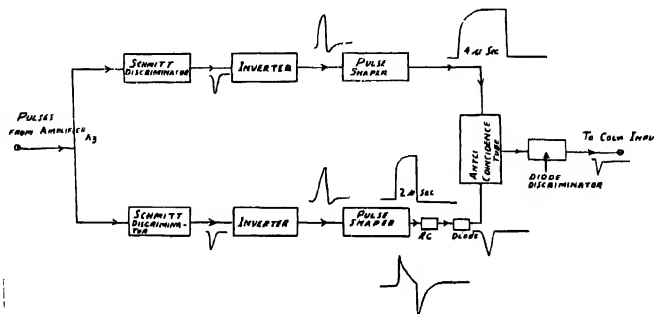 SCHMITT
DISCRIMINATOR
INVERTER
PULSE
SHAPER
4 μ SEC
PULSES
FROM AMPLIFIER
A3
ANTI
COINCIDENCE
TUBE
TO COLN INPU
DIODE
DISCRIMINATOR
2 μ SEC
SCHMITT
DISCRIMINA-
TOR
INVERTER
PULSE
SHAPER
RC
DIODE